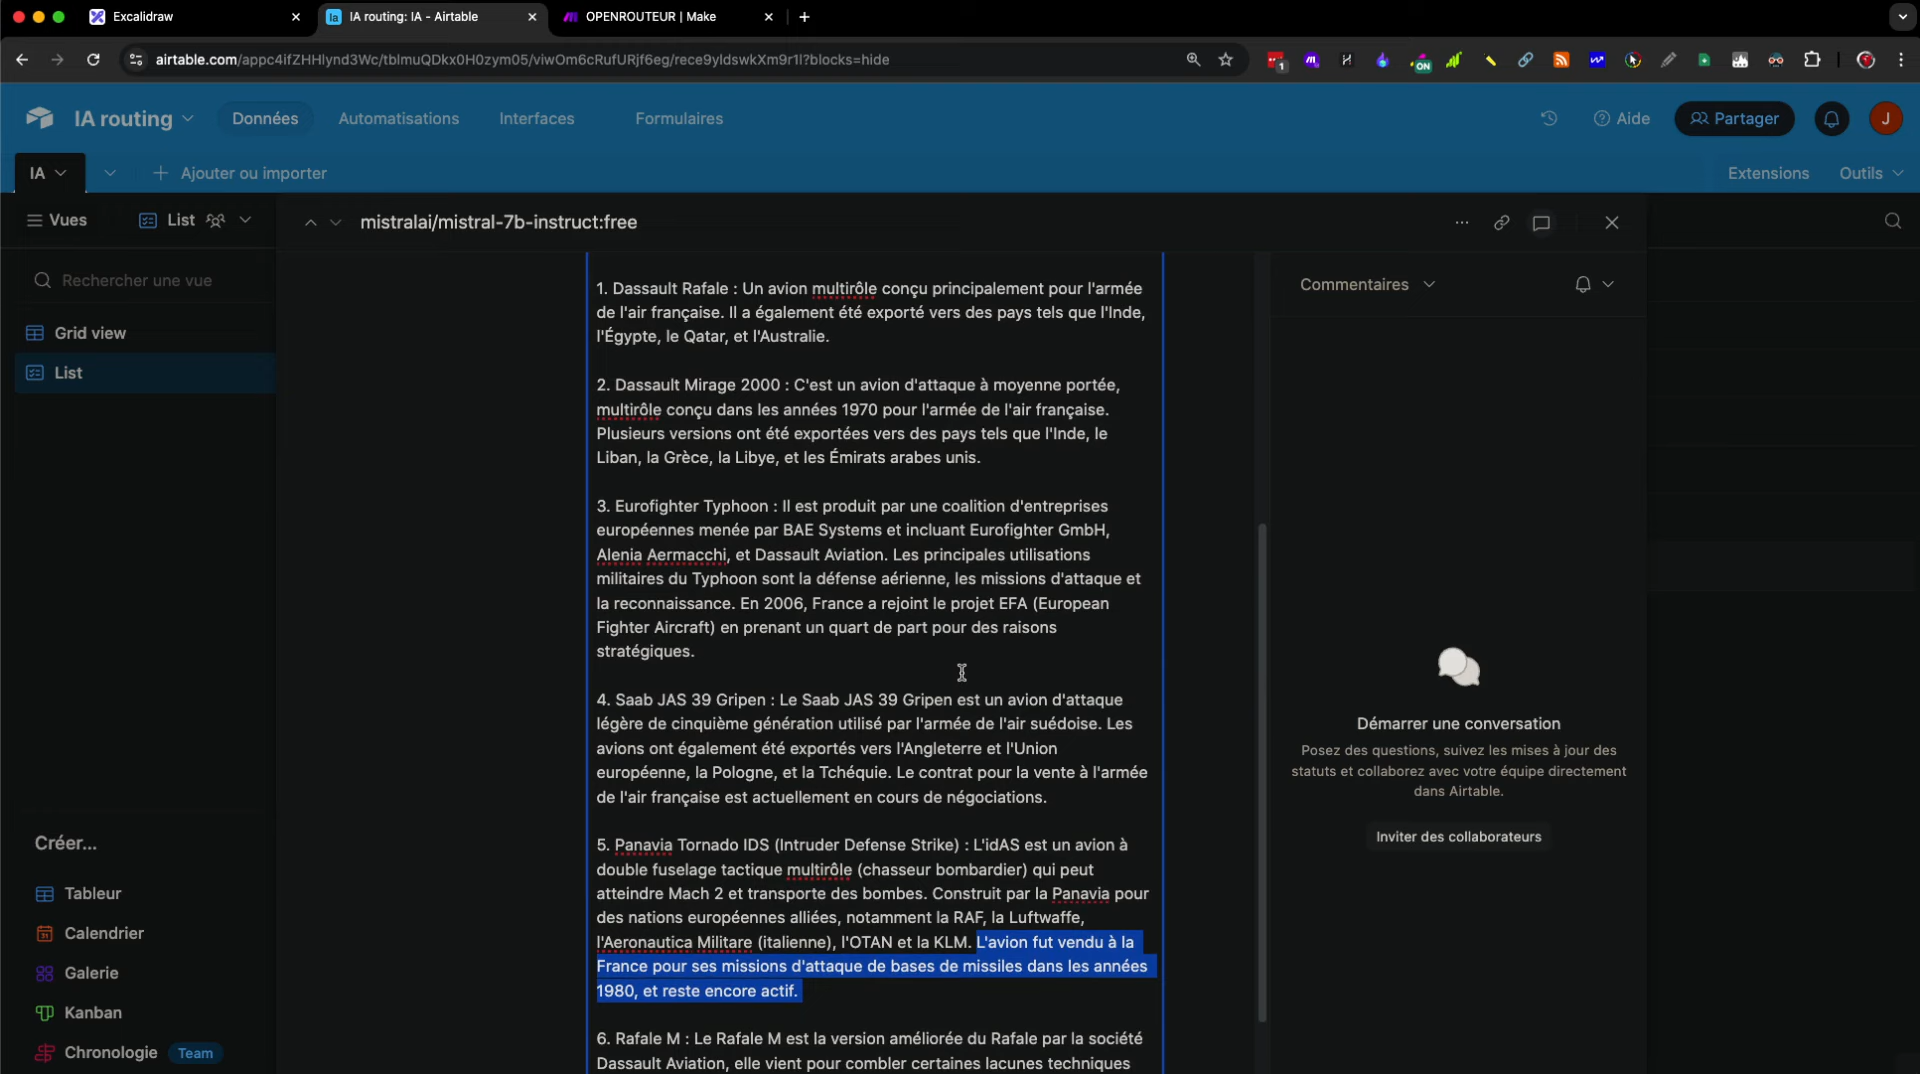 Excalidraw
IA routing: IA - Airtable
OPENROUTEUR | Make
airtable.com/appc4ifZHHlynd3Wc/tblmuQDkx0H0zym05/viwOm6cRufURjf6eg/rece9yldswkXm9r1l?blocks=hide
1
ON
IA routing
Données
Automatisations
Interfaces
Formulaires
Aide
Partager
J
IA
Ajouter ou importer
Extensions
Outils
Vues
List
mistralai/mistral-7b-instruct:free
Rechercher une vue
Grid view
List
1. Dassault Rafale : Un avion multirôle conçu principalement pour l'armée
de l'air française. Il a également été exporté vers des pays tels que l'Inde,
l'Égypte, le Qatar, et l'Australie.
2. Dassault Mirage 2000 : C'est un avion d'attaque à moyenne portée,
multirôle conçu dans les années 1970 pour l'armée de l'air française.
Plusieurs versions ont été exportées vers des pays tels que l'Inde, le
Liban, la Grèce, la Libye, et les Émirats arabes unis.
3. Eurofighter Typhoon : Il est produit par une coalition d'entreprises
européennes menée par BAE Systems et incluant Eurofighter GmbH,
Alenia Aermacchi, et Dassault Aviation. Les principales utilisations
militaires du Typhoon sont la défense aérienne, les missions d'attaque et
la reconnaissance. En 2006, France a rejoint le projet EFA (European
Fighter Aircraft) en prenant un quart de part pour des raisons
stratégiques.
4. Saab JAS 39 Gripen : Le Saab JAS 39 Gripen est un avion d'attaque
légère de cinquième génération utilisé par l'armée de l'air suédoise. Les
avions ont également été exportés vers l'Angleterre et l'Union
européenne, la Pologne, et la Tchéquie. Le contrat pour la vente à l'armée
de l'air française est actuellement en cours de négociations.
5. Panavia Tornado IDS (Intruder Defense Strike) : L'idAS est un avion à
double fuselage tactique multirôle (chasseur bombardier) qui peut
atteindre Mach 2 et transporte des bombes. Construit par la Panavia pour
des nations européennes alliées, notamment la RAF, la Luftwaffe,
l'Aeronautica Militare (italienne), l'OTAN et la KLM. L'avion fut vendu à la
France pour ses missions d'attaque de bases de missiles dans les années
1980, et reste encore actif.
6. Rafale M : Le Rafale M est la version améliorée du Rafale par la société
Dassault Aviation, elle vient pour combler certaines lacunes techniques
Commentaires
Démarrer une conversation
Posez des questions, suivez les mises à jour des
statuts et collaborez avec votre équipe directement
dans Airtable.
Inviter des collaborateurs
Créer...
Tableur
Calendrier
Galerie
Kanban
Chronologie
Team